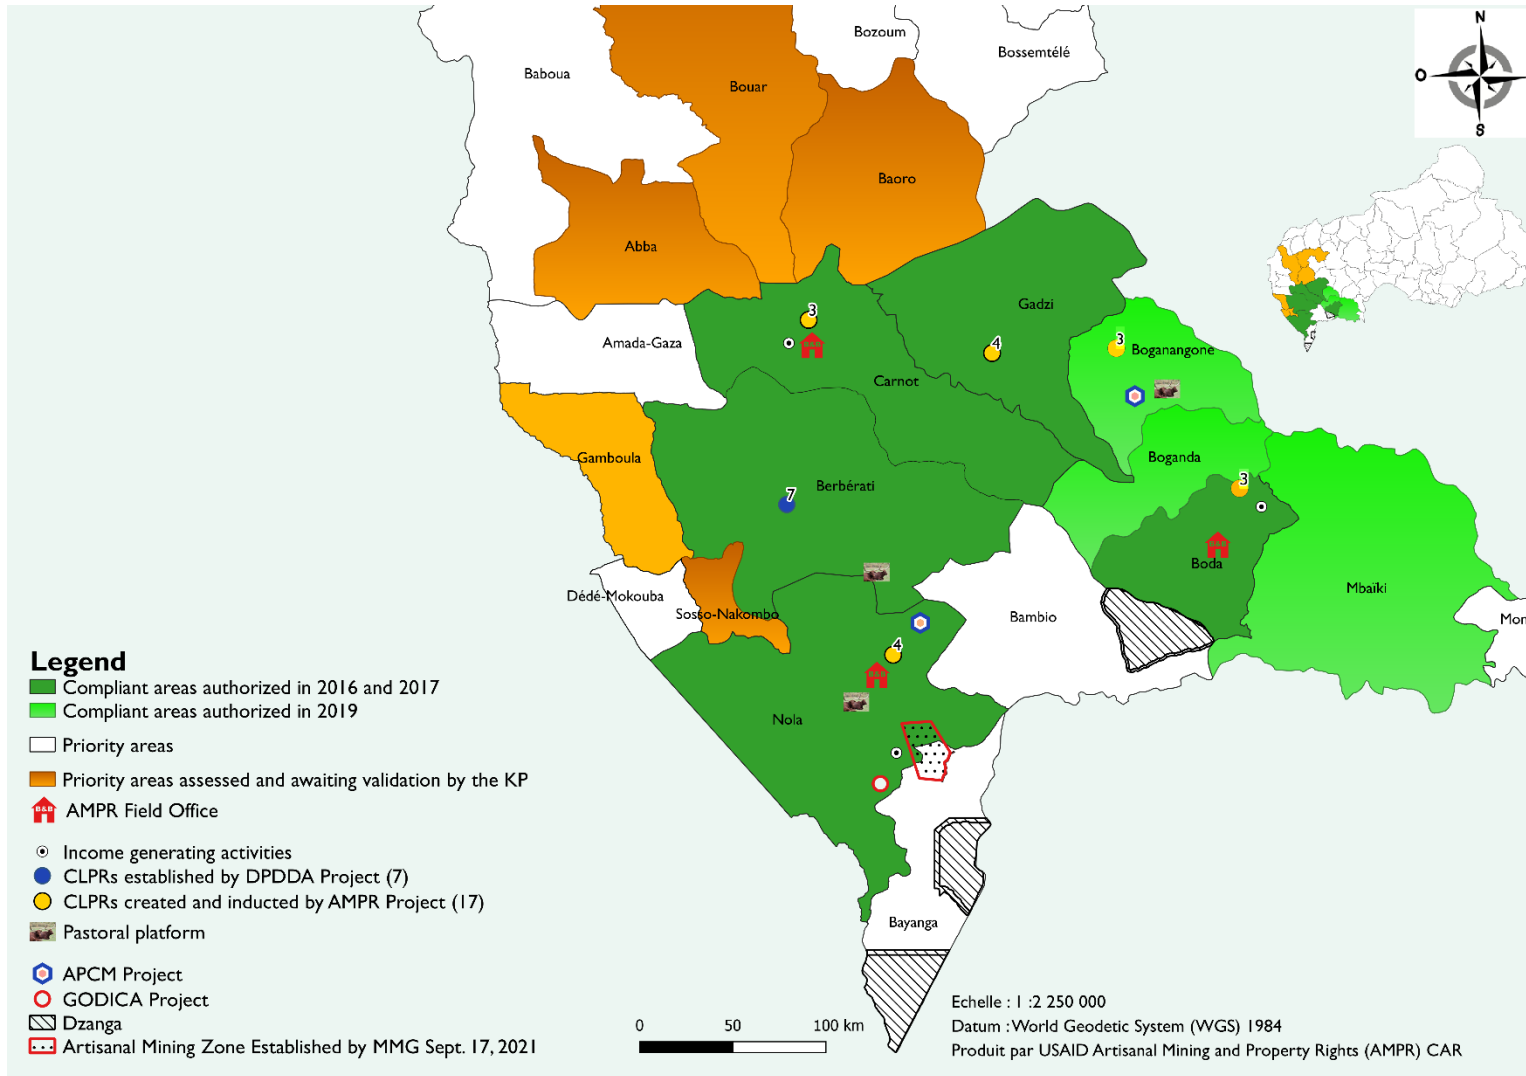 N
O
S
Bozoum
Bossemtélé
Baboua
Bouar
Baoro
Abba
Gadzi
3
Amada-Gaza
4
3
Boganangone
Carnot
Gamboula
Boganda
Berbérati
7
3
Boda
Mbaïki
Dédé-Mokouba
Sosso-Nakombo
Bambio
Mon
4
Nola
Bayanga
Legend
Compliant areas authorized in 2016 and 2017
Compliant areas authorized in 2019
Priority areas
Priority areas assessed and awaiting validation by the KP
AMPR Field Office
Income generating activities
CLPRs established by DPDDA Project (7)
CLPRs created and inducted by AMPR Project (17)
Pastoral platform
APCM Project
GODICA Project
Dzanga
Artisanal Mining Zone Established by MMG Sept. 17, 2021
0 50 100 km
Echelle : 1 :2 250 000
Datum : World Geodetic System (WGS) 1984
Produit par USAID Artisanal Mining and Property Rights (AMPR) CAR